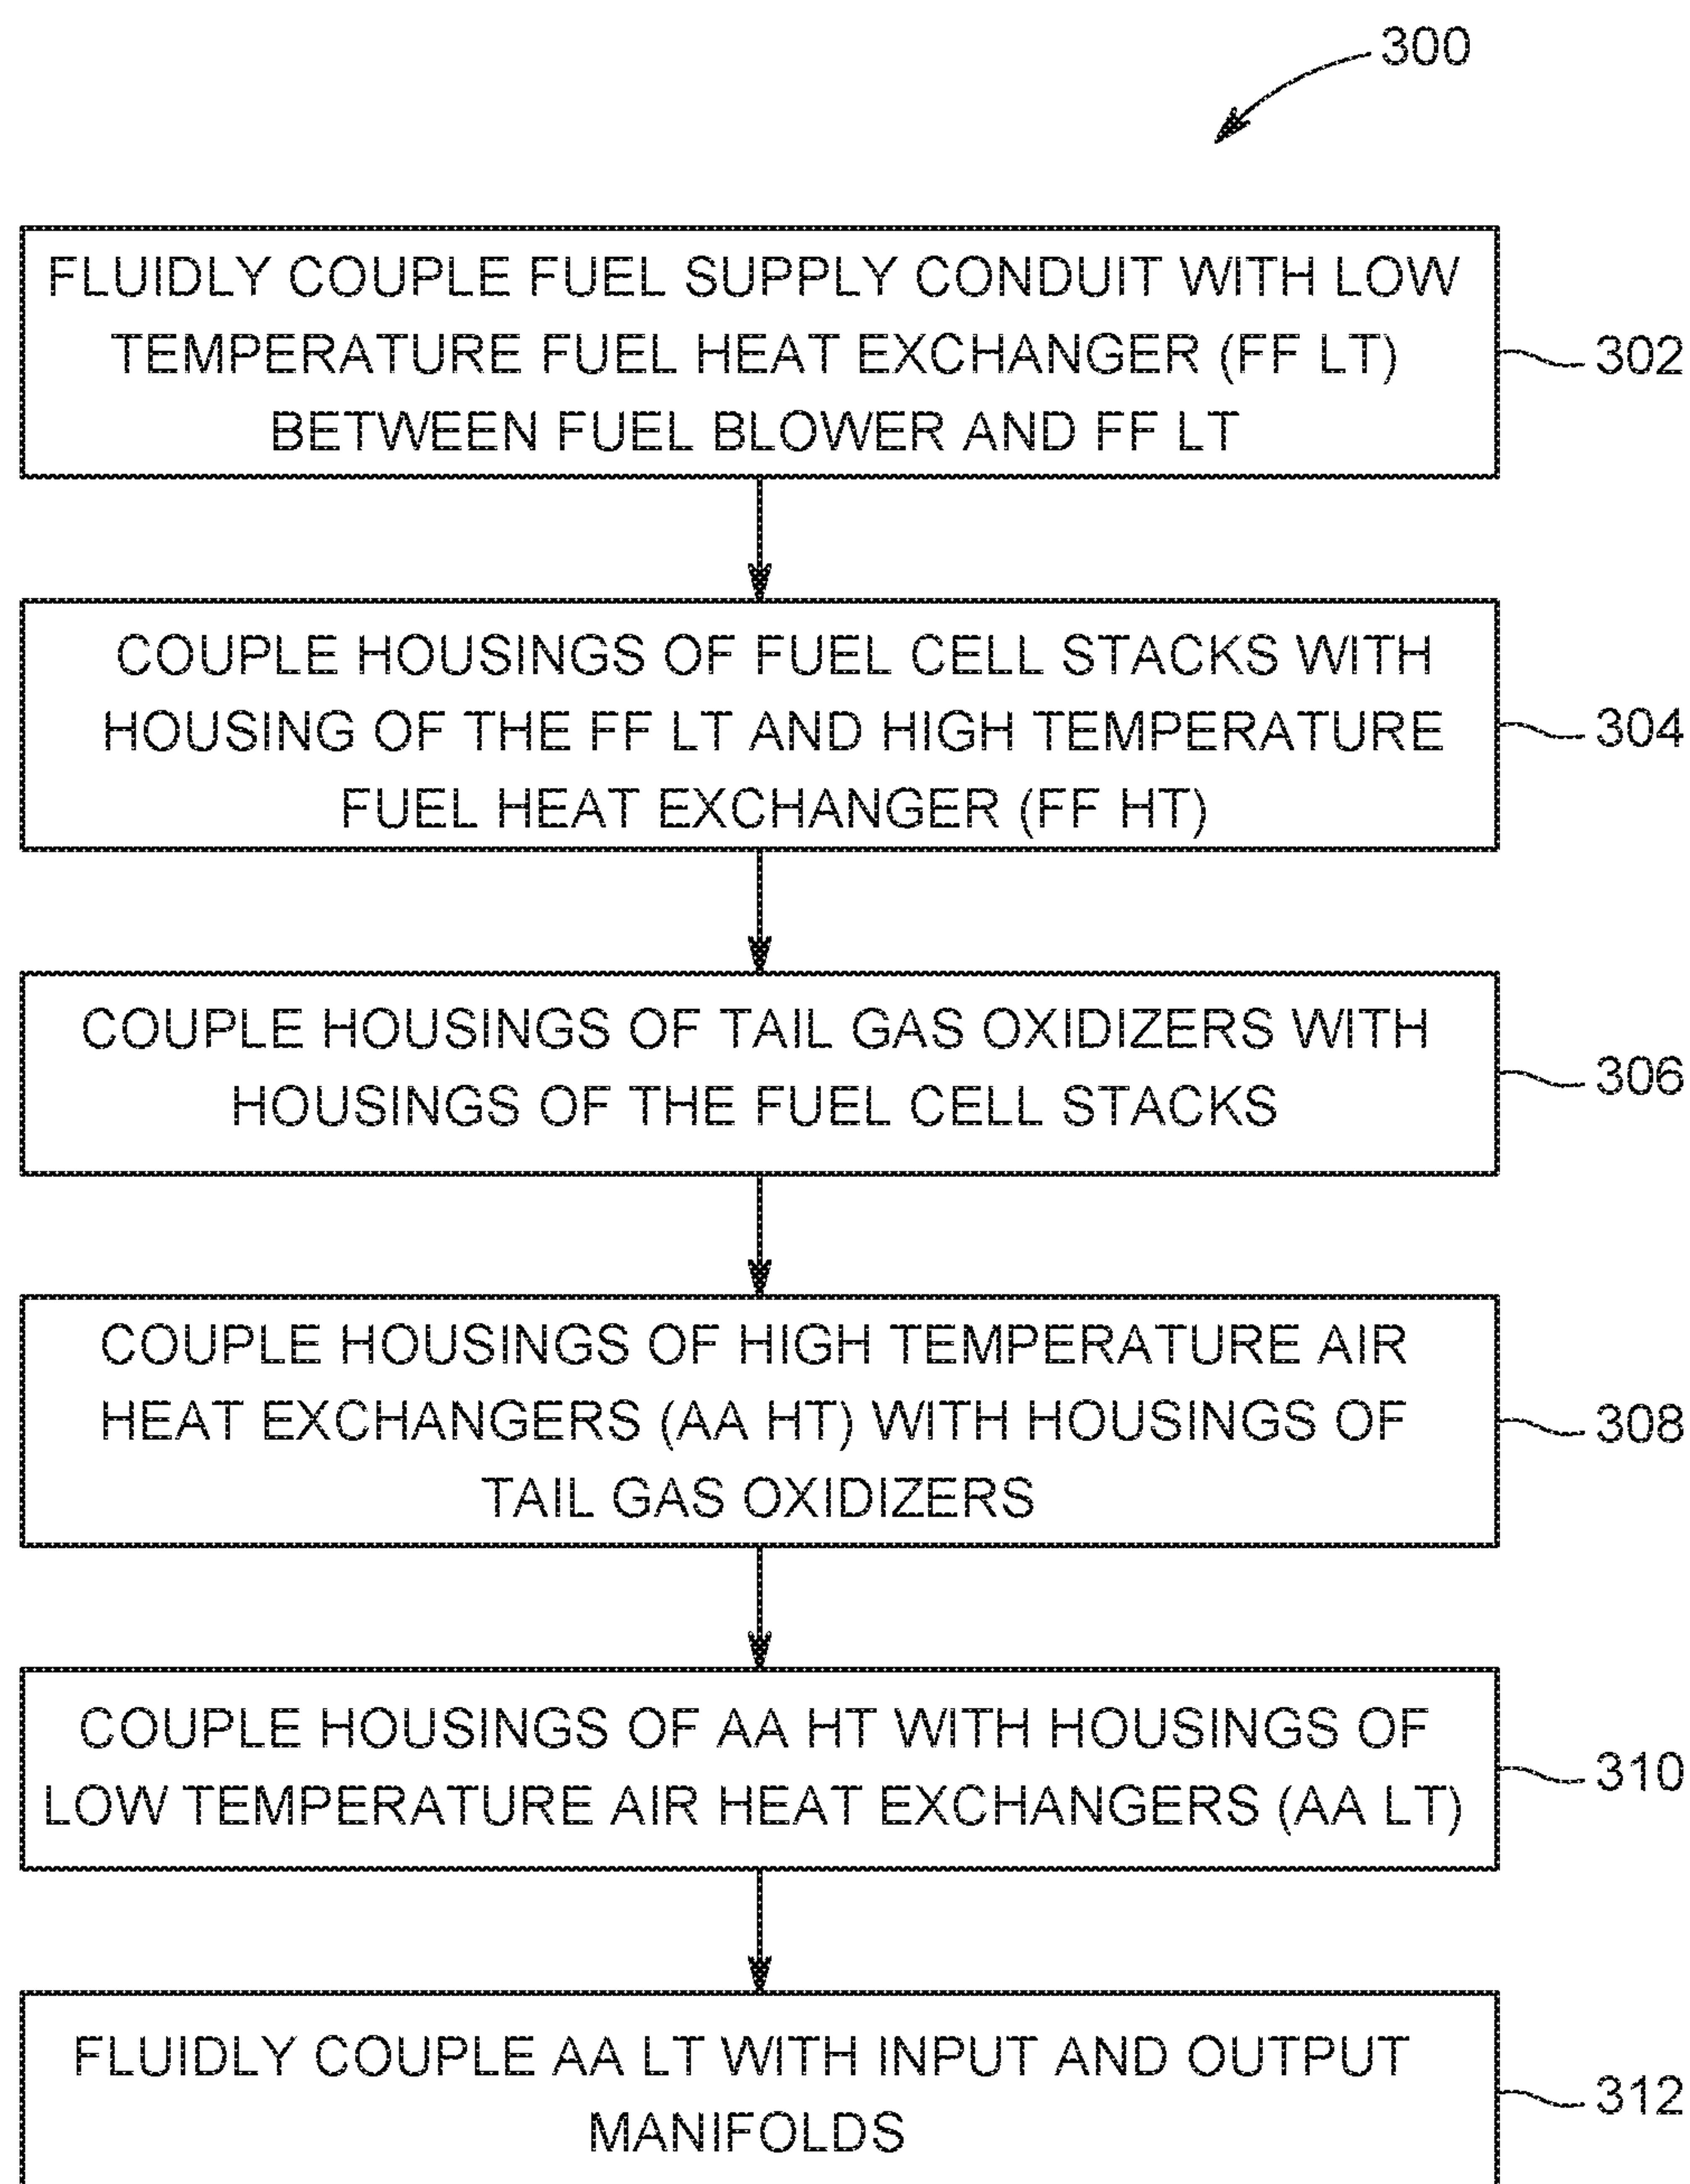 300
FLUIDLY COUPLE FUEL SUPPLY CONDUIT WITH LOW
TEMPERATURE FUEL HEAT EXCHANGER (FF LT)
BETWEEN FUEL BLOWER AND FF LT
302
COUPLE HOUSINGS OF FUEL CELL STACKS WITH
HOUSING OF THE FF LT AND HIGH TEMPERATURE
FUEL HEAT EXCHANGER (FF HT)
304
COUPLE HOUSINGS OF TAIL GAS OXIDIZERS WITH
HOUSINGS OF THE FUEL CELL STACKS
306
COUPLE HOUSINGS OF HIGH TEMPERATURE AIR
HEAT EXCHANGERS (AA HT) WITH HOUSINGS OF
TAIL GAS OXIDIZERS
308
COUPLE HOUSINGS OF AA HT WITH HOUSINGS OF
LOW TEMPERATURE AIR HEAT EXCHANGERS (AA LT)
310
FLUIDLY COUPLE AA LT WITH INPUT AND OUTPUT
MANIFOLDS
312